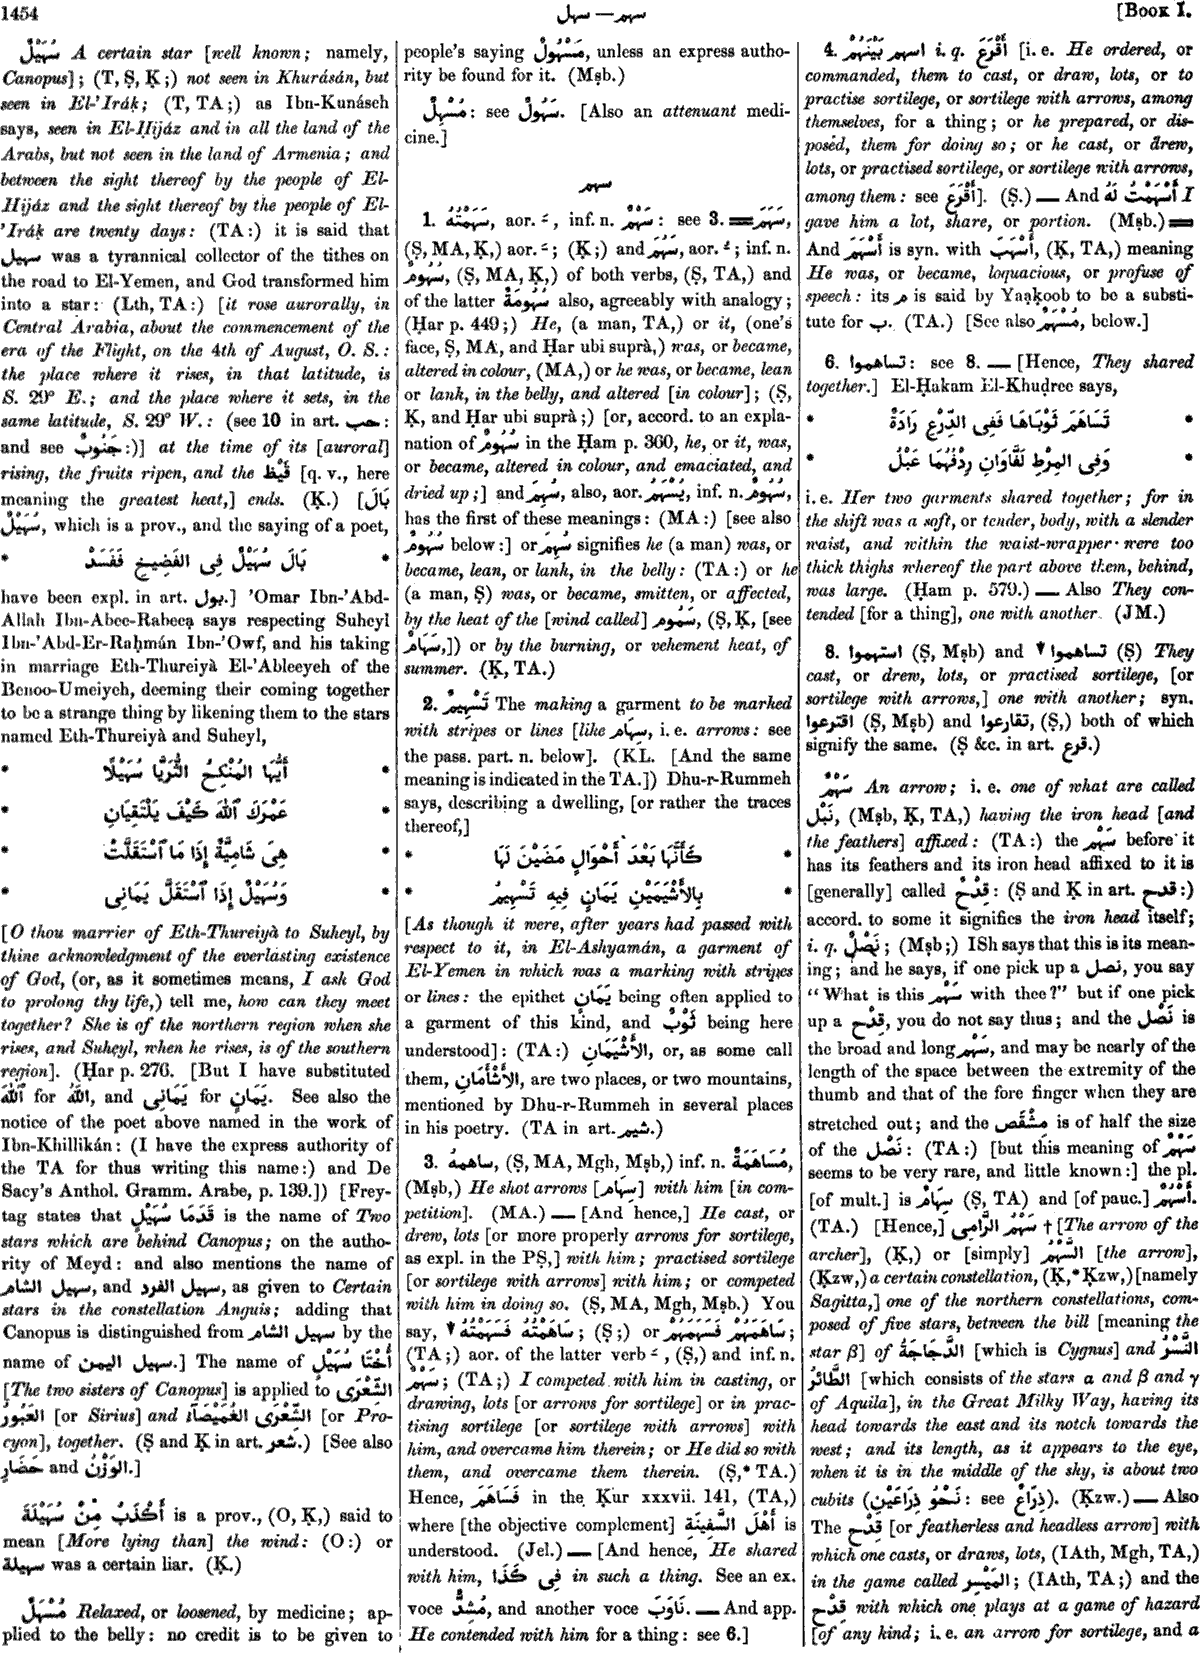 1454
سهل — سهم
[Book I.
سُهَيْلٌ A certain star [well known; namely,
Canopus]; (T, Ṣ, Ḳ;) not seen in Khurásán, but
seen in El-'Iráḳ; (T, TA;) as Ibn-Kunáseh
says, seen in El-Ḥijáz and in all the land of the
Arabs, but not seen in the land of Armenia; and
between the sight thereof by the people of El-
Ḥijáz and the sight thereof by the people of El-
'Iráḳ are twenty days: (TA:) it is said that
سهيل was a tyrannical collector of the tithes on
the road to El-Yemen, and God transformed him
into a star: (Lth, TA:) [it rose aurorally, in
Central Arabia, about the commencement of the
era of the Flight, on the 4th of August, O. S.:
the place where it rises, in that latitude, is
S. 29° E.; and the place where it sets, in the
same latitude, S. 29° W.: (see 10 in art. حب:
and see جَنُوبٌ:)] at the time of its [auroral]
rising, the fruits ripen, and the قَيْظ [q. v., here
meaning the greatest heat,] ends. (Ḳ.) [بَالَ
سُهَيْلٌ, which is a prov., and the saying of a poet,
* بَالَ سُهَيْلٌ فِى الفَضِيخِ فَفَسَدْ *
have been expl. in art. بول.] 'Omar Ibn-'Abd-
Allah Ibn-Abee-Rabeea says respecting Suheyl
Ibn-'Abd-Er-Raḥmán Ibn-'Owf, and his taking
in marriage Eth-Thureiyà El-'Ableeyeh of the
Benoo-Umeiyeh, deeming their coming together
to be a strange thing by likening them to the stars
named Eth-Thureiyà and Suheyl,
* أَيُّهَا المُنْكِحُ الثُّرَيَّا سُهَيْلًا *
* عَمْرَكَ ٱللّٰهَ كَيْفَ يَلْتَقِيَانِ *
* هِىَ شَامِيَّةٌ إِذَا مَا ٱسْتَقَلَّتْ *
* وَسُهَيْلٌ إِذَا ٱسْتَقَلَّ يَمَانِى *
[O thou marrier of Eth-Thureiyà to Suheyl, by
thine acknowledgment of the everlasting existence
of God, (or, as it sometimes means, I ask God
to prolong thy life,) tell me, how can they meet
together? She is of the northern region when she
rises, and Suheyl, when he rises, is of the southern
region]. (Ḥar p. 276. [But I have substituted
ٱللّٰهَ for ٱللّٰهُ, and يَمَانِى for يَمَانٍ. See also the
notice of the poet above named in the work of
Ibn-Khillikán: (I have the express authority of
the TA for thus writing this name:) and De
Sacy's Anthol. Gramm. Arabe, p. 139.]) [Frey-
tag states that قَدَمَا سُهَيْلٍ is the name of Two
stars which are behind Canopus; on the autho-
rity of Meyd: and also mentions the name of
سهيل الشام, and سهيل الفرد, as given to Certain
stars in the constellation Anguis; adding that
Canopus is distinguished from سهيل الشام by the
name of سهيل اليمن.] The name of أُخْتَا سُهَيْلٍ
[The two sisters of Canopus] is applied to الشِّعْرَى
العَبُورُ [or Sirius] and الشِّعْرَى الغُمَيْصَآءُ [or Pro-
cyon], together. (Ṣ and Ḳ in art. شعر.) [See also
حَضَارِ and الوَزْنُ.]
أَكْذَبُ مِنْ سُهَيْلَةَ is a prov., (O, Ḳ,) said to
mean [More lying than] the wind: (O:) or
سهيلة was a certain liar. (Ḳ.)
مُسْهَلٌ Relaxed, or loosened, by medicine; ap-
plied to the belly: no credit is to be given to
people's saying مَسْهُولٌ, unless an express autho-
rity be found for it. (Mṣb.)
مُسْهِلٌ: see سَهُولٌ. [Also an attenuant medi-
cine.]
سهم
1. سَهَمْتُهُ, aor. ـَ, inf. n. سَهْمٌ: see 3. = سَهَمَ,
(Ṣ, MA, Ḳ,) aor. ـَ; (Ḳ;) and سَهُمَ, aor. ـُ; inf. n.
سُهُومٌ, (Ṣ, MA, Ḳ,) of both verbs, (Ṣ, TA,) and
of the latter سُهُومَةٌ also, agreeably with analogy;
(Ḥar p. 449;) He, (a man, TA,) or it, (one's
face, Ṣ, MA, and Ḥar ubi suprà,) was, or became,
altered in colour, (MA,) or he was, or became, lean
or lank, in the belly, and altered [in colour]; (Ṣ,
Ḳ, and Ḥar ubi suprà;) [or, accord. to an expla-
nation of سُهُومٌ in the Ḥam p. 360, he, or it, was,
or became, altered in colour, and emaciated, and
dried up;] and سُهِمَ, also, aor. يُسْهَمُ, inf. n. سُهُومٌ,
has the first of these meanings: (MA:) [see also
سُهُومٌ below:] or سُهِمَ signifies he (a man) was, or
became, lean, or lank, in the belly: (TA:) or he
(a man, Ṣ) was, or became, smitten, or affected,
by the heat of the [wind called] سَمُوم, (Ṣ, Ḳ, [see
سَهَامٌ,]) or by the burning, or vehement heat, of
summer. (Ḳ, TA.)
2. تَسْهِيمٌ The making a garment to be marked
with stripes or lines [like سِهَام, i. e. arrows: see
the pass. part. n. below]. (KL. [And the same
meaning is indicated in the TA.]) Dhu-r-Rummeh
says, describing a dwelling, [or rather the traces
thereof,]
* كَأَنَّهَا بَعْدَ أَحْوَالٍ مَضَيْنَ لَهَا *
* بِالأَشْيَمَيْنِ يَمَانٍ فِيهِ تَسْهِيمُ *
[As though it were, after years had passed with
respect to it, in El-Ashyamán, a garment of
El-Yemen in which was a marking with stripes
or lines: the epithet يَمَانٍ being often applied to
a garment of this kind, and ثَوْبٌ being here
understood]: (TA:) الأَشْيَمَانِ, or, as some call
them, الأَشْأَمَانِ, are two places, or two mountains,
mentioned by Dhu-r-Rummeh in several places
in his poetry. (TA in art. شيم.)
3. ساهمهُ, (Ṣ, MA, Mgh, Mṣb,) inf. n. مُسَاهَمَةٌ,
(Mṣb,) He shot arrows [سِهَام] with him [in com-
petition]. (MA.) — [And hence,] He cast, or
drew, lots [or more properly arrows for sortilege,
as expl. in the PṢ,] with him; practised sortilege
[or sortilege with arrows] with him; or competed
with him in doing so. (Ṣ, MA, Mgh, Mṣb.) You
say, سَاهَمْتُهُ فَسَهَمْتُهُ ▼; (Ṣ;) or سَاهَمَهُمْ فَسَهَمَهُمْ;
(TA;) aor. of the latter verb ـَ, (Ṣ,) and inf. n.
سَهْمٌ; (TA;) I competed with him in casting, or
drawing, lots [or arrows for sortilege] or in prac-
tising sortilege [or sortilege with arrows] with
him, and overcame him therein; or He did so with
them, and overcame them therein. (Ṣ,* TA.)
Hence, فَسَاهَمَ in the Ḳur xxxvii. 141, (TA,)
where [the objective complement] أَهْلَ السَّفِينَةِ is
understood. (Jel.) — [And hence, He shared
with him, فِى كَذَا in such a thing. See an ex.
voce مُشِدٌّ, and another voce نَاوَبَ. — And app.
He contended with him for a thing: see 6.]
4. اسهم بَيْنَهُمْ i. q. أَقْرَعَ [i. e. He ordered, or
commanded, them to cast, or draw, lots, or to
practise sortilege, or sortilege with arrows, among
themselves, for a thing; or he prepared, or dis-
posed, them for doing so; or he cast, or drew,
lots, or practised sortilege, or sortilege with arrows,
among them: see أَقْرَعَ]. (Ṣ.) — And أَسْهَمْتُ لَهُ I
gave him a lot, share, or portion. (Mṣb.) =
And أَسْهَمَ is syn. with أَسْهَبَ, (Ḳ, TA,) meaning
He was, or became, loquacious, or profuse of
speech: its م is said by Yaạḳoob to be a substi-
tute for ب. (TA.) [See also مُسْهَمٌ, below.]
6. تساهموا: see 8. — [Hence, They shared
together.] El-Ḥakam El-Khuḍree says,
* تَسَاهَمَ ثَوْبَاهَا فَفِى الدِّرْعِ رَادَةٌ *
* وَفِى المِرْطِ لَفَّاوَانِ رِدْفُهُمَا عَبْلُ *
i. e. Her two garments shared together; for in
the shift was a soft, or tender, body, with a slender
waist, and within the waist-wrapper were too
thick thighs whereof the part above them, behind,
was large. (Ḥam p. 579.) — Also They con-
tended [for a thing], one with another. (JM.)
8. استهموا (Ṣ, Mṣb) and ▼ تساهموا (Ṣ) They
cast, or drew, lots, or practised sortilege, [or
sortilege with arrows,] one with another; syn.
اقترعوا (Ṣ, Mṣb) and تقارعوا, (Ṣ,) both of which
signify the same. (Ṣ &c. in art. قرع.)
سَهْمٌ An arrow; i. e. one of what are called
نَبْل, (Mṣb, Ḳ, TA,) having the iron head [and
the feathers] affixed: (TA:) the سَهْم before it
has its feathers and its iron head affixed to it is
[generally] called قِدْحٌ: (Ṣ and Ḳ in art. قدح:)
accord. to some it signifies the iron head itself;
i. q. نَصْلٌ; (Mṣb;) ISh says that this is its mean-
ing; and he says, if one pick up a نصل, you say
"What is this سَهْم with thee?" but if one pick
up a قِدْح, you do not say thus; and the نَصْل is
the broad and long سَهْم, and may be nearly of the
length of the space between the extremity of the
thumb and that of the fore finger when they are
stretched out; and the مِشْقَص is of half the size
of the نَصْل: (TA:) [but this meaning of سَهْمٌ
seems to be very rare, and little known:] the pl.
[of mult.] is سِهَامٌ (Ṣ, TA) and [of pauc.] أَسْهُمٌ.
(TA.) [Hence,] سَهْمُ الرَّامِى † [The arrow of the
archer], (Ḳ,) or [simply] السَّهْمُ [the arrow],
(Ḳzw,) a certain constellation, (Ḳ,* Ḳzw,) [namely
Sagitta,] one of the northern constellations, com-
posed of five stars, between the bill [meaning the
star β] of الدَّجَاجَةُ [which is Cygnus] and النَّسْرُ
الطَّائِرُ [which consists of the stars α and β and γ
of Aquila], in the Great Milky Way, having its
head towards the east and its notch towards the
west; and its length, as it appears to the eye,
when it is in the middle of the sky, is about two
cubits (نَحْوُ ذِرَاعَيْنِ: see ذِرَاعٌ). (Ḳzw.) — Also
The قِدْح [or featherless and headless arrow] with
which one casts, or draws, lots, (IAth, Mgh, TA,)
in the game called المَيْسِر; (IAth, TA;) and the
قِدْح with which one plays at a game of hazard
[of any kind; i. e. an arrow for sortilege, and a